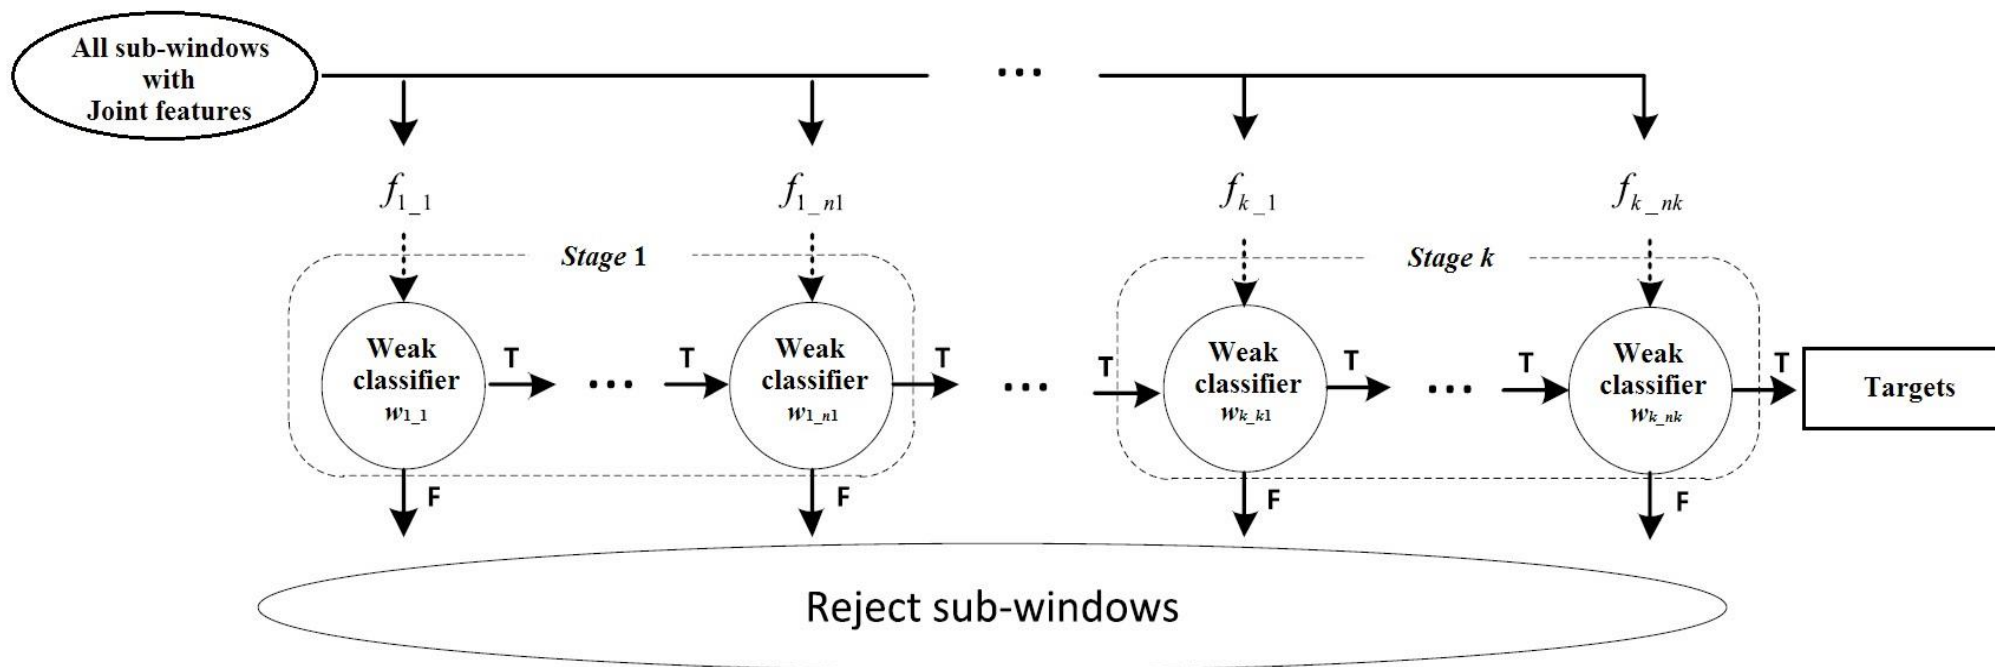 All sub-windows
with
Joint features
...
f1_1
f1_n1
fk_1
fk_nk
Stage 1
Stage k
Weak
classifier
w1_1
T
...
T
Weak
classifier
w1_n1
T
...
T
Weak
classifier
wk_k1
T
...
T
Weak
classifier
wk_nk
T
Targets
F
F
F
F
Reject sub-windows